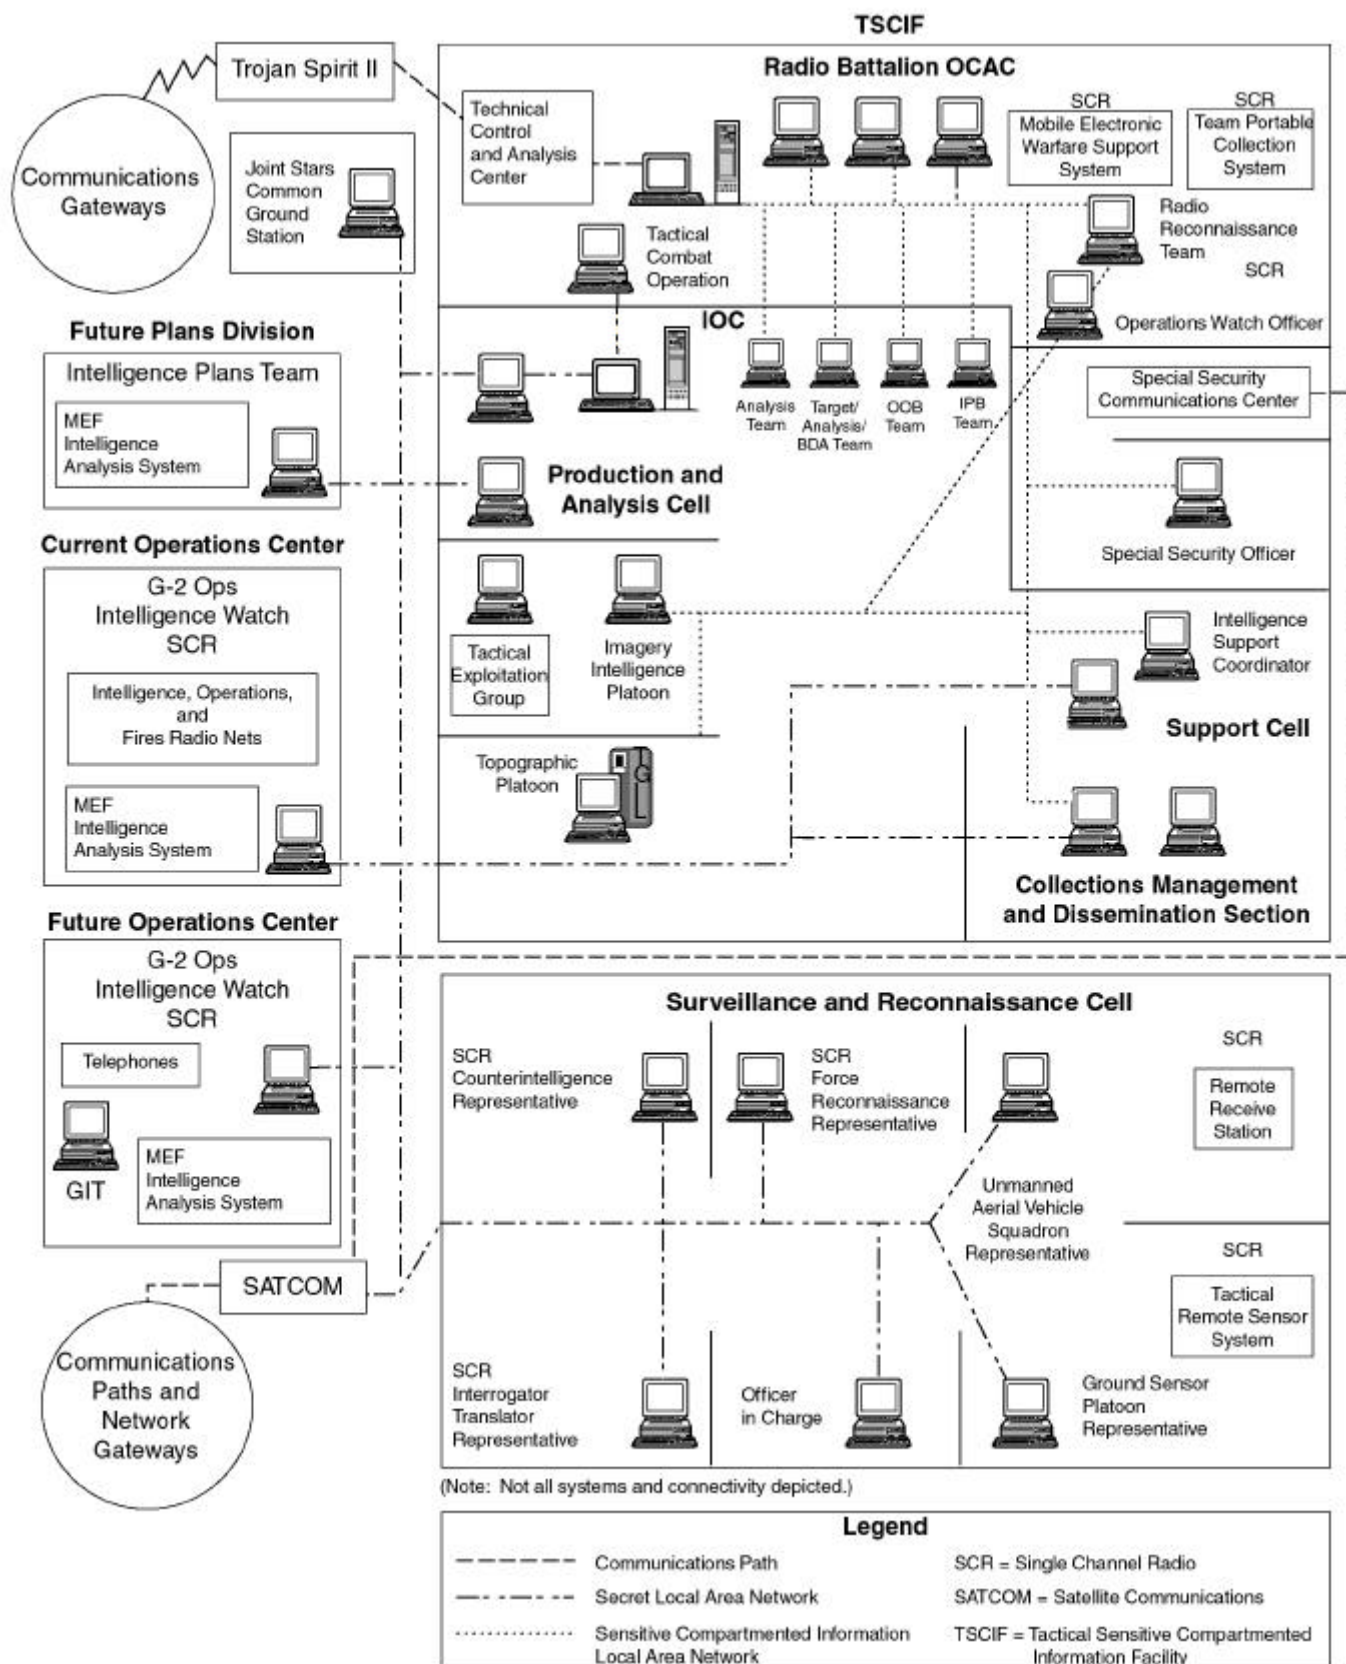 TSCIF
Trojan Spirit II
Communications
Gateways
Joint Stars
Common
Ground
Station
Radio Battalion OCAC
Technical
Control
and Analysis
Center
SCR
Mobile Electronic
Warfare Support
System
SCR
Team Portable
Collection
System
Tactical
Combat
Operation
Radio
Reconnaissance
Team
SCR
Operations Watch Officer
Future Plans Division
Intelligence Plans Team
MEF
Intelligence
Analysis System
IOC
Analysis
Team
Target/
Analysis/
BDA Team
OOB
Team
IPB
Team
Special Security
Communications Center
Production and
Analysis Cell
Special Security Officer
Current Operations Center
G-2 Ops
Intelligence Watch
SCR
Intelligence, Operations,
and
Fires Radio Nets
MEF
Intelligence
Analysis System
Tactical
Exploitation
Group
Imagery
Intelligence
Platoon
Intelligence
Support
Coordinator
Support Cell
Topographic
Platoon
Collections Management
and Dissemination Section
Future Operations Center
G-2 Ops
Intelligence Watch
SCR
Telephones
GIT
MEF
Intelligence
Analysis System
SATCOM
Communications
Paths and
Network
Gateways
Surveillance and Reconnaissance Cell
SCR
Counterintelligence
Representative
SCR
Force
Reconnaissance
Representative
SCR
Remote
Receive
Station
Unmanned
Aerial Vehicle
Squadron
Representative
SCR
Tactical
Remote Sensor
System
SCR
Interrogator
Translator
Representative
Officer
in Charge
Ground Sensor
Platoon
Representative
(Note: Not all systems and connectivity depicted.)
Legend
Communications Path
Secret Local Area Network
Sensitive Compartmented Information
Local Area Network
SCR = Single Channel Radio
SATCOM = Satellite Communications
TSCIF = Tactical Sensitive Compartmented
Information Facility